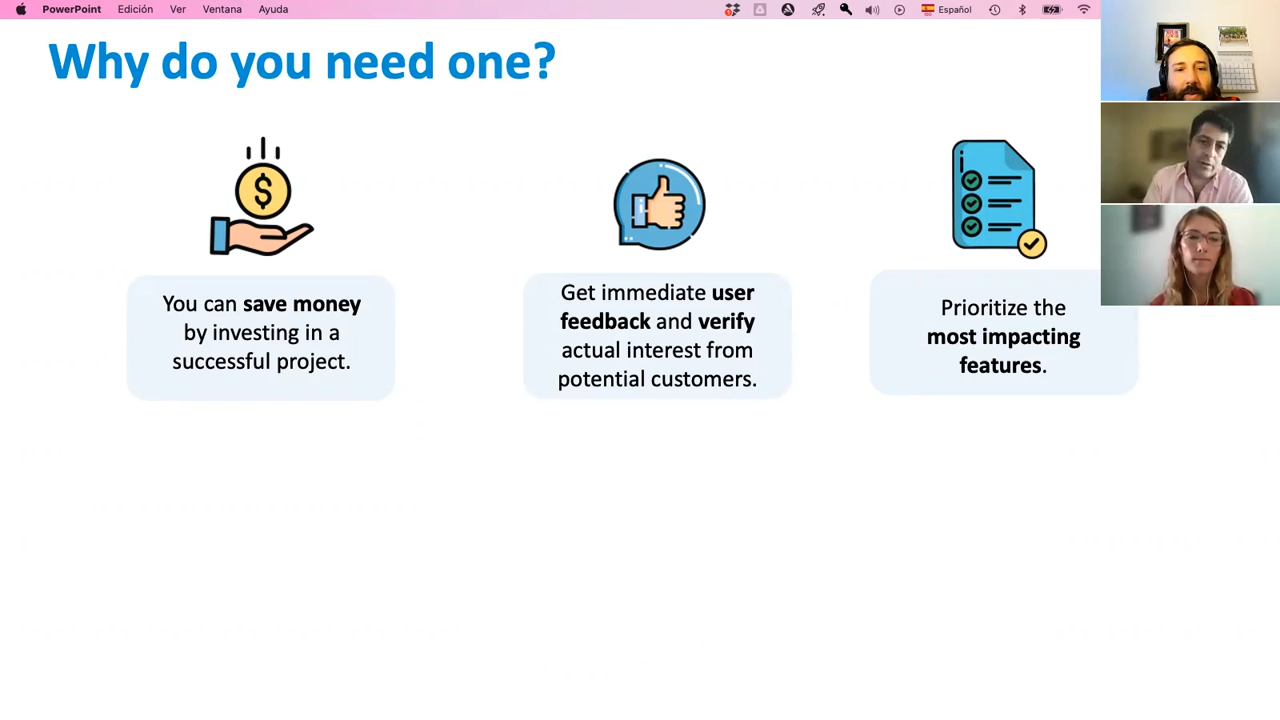 PowerPoint Edición Ver Ventana Ayuda Español
Why do you need one?
You can save money
by investing in a
successful project.
Get immediate user
feedback and verify
actual interest from
potential customers.
Prioritize the
most impacting
features.